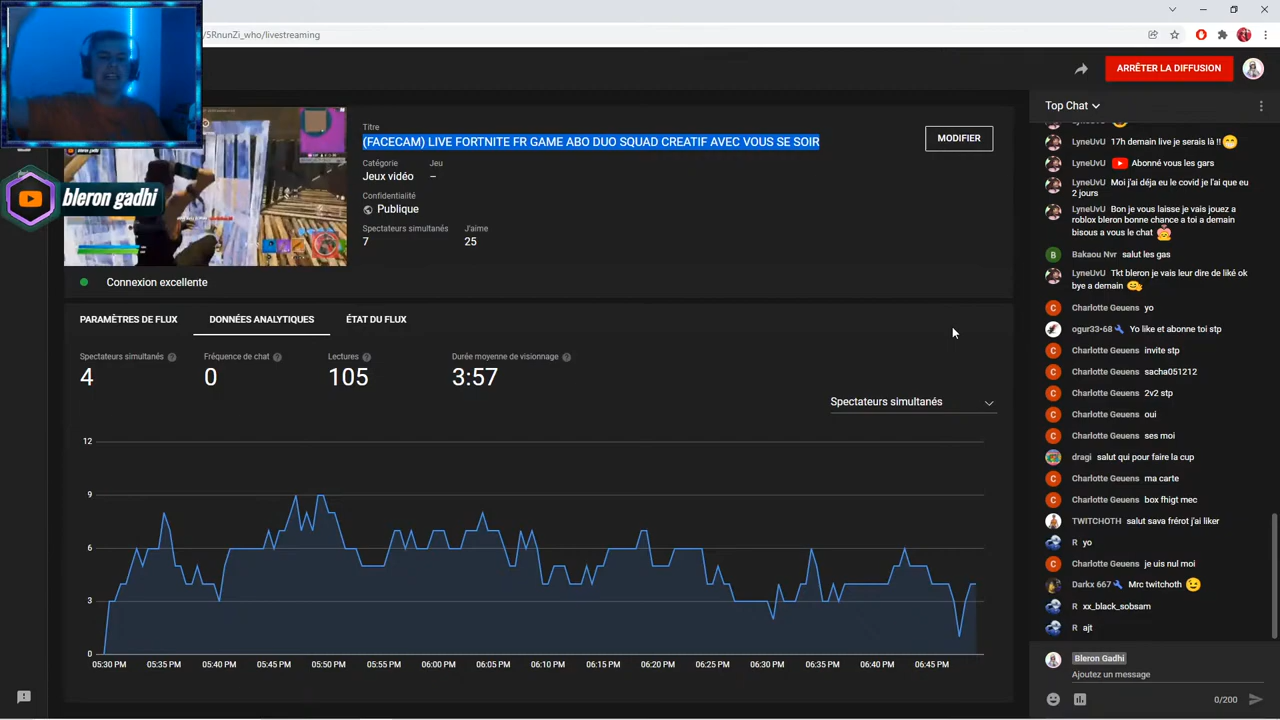 /5RnunZi_who/livestreaming
ARRÊTER LA DIFFUSION
bleron gadhi
Titre
(FACECAM) LIVE FORTNITE FR GAME ABO DUO SQUAD CREATIF AVEC VOUS SE SOIR
MODIFIER
Catégorie
Jeu
Jeux vidéo
–
Confidentialité
Publique
Spectateurs simultanés
J'aime
7
25
Connexion excellente
PARAMÈTRES DE FLUX
DONNÉES ANALYTIQUES
ÉTAT DU FLUX
Spectateurs simultanés
Fréquence de chat
Lectures
Durée moyenne de visionnage
4
0
105
3:57
Spectateurs simultanés
12
9
6
3
0
05:30 PM
05:35 PM
05:40 PM
05:45 PM
05:50 PM
05:55 PM
06:00 PM
06:05 PM
06:10 PM
06:15 PM
06:20 PM
06:25 PM
06:30 PM
06:35 PM
06:40 PM
06:45 PM
Top Chat
LyneUvU 17h demain live je serais là !!
LyneUvU Abonné vous les gars
LyneUvU Moi j'ai déja eu le covid je l'ai que eu
2 jours
LyneUvU Bon je vous laisse je vais jouez a
roblox bleron bonne chance a toi a demain
bisous a vous le chat
B Bakaou Nvr salut les gas
LyneUvU Tkt bleron je vais leur dire de liké ok
bye a demain
C Charlotte Geuens yo
ogur33-68 Yo like et abonne toi stp
C Charlotte Geuens invite stp
C Charlotte Geuens sacha051212
C Charlotte Geuens 2v2 stp
C Charlotte Geuens oui
C Charlotte Geuens ses moi
dragi salut qui pour faire la cup
C Charlotte Geuens ma carte
C Charlotte Geuens box fhigt mec
TWITCHOTH salut sava frérot j'ai liker
R yo
C Charlotte Geuens je uis nul moi
Darkx 667 Mrc twitchoth
R xx_black_sobsam
R ajt
Bleron Gadhi
Ajoutez un message
0/200